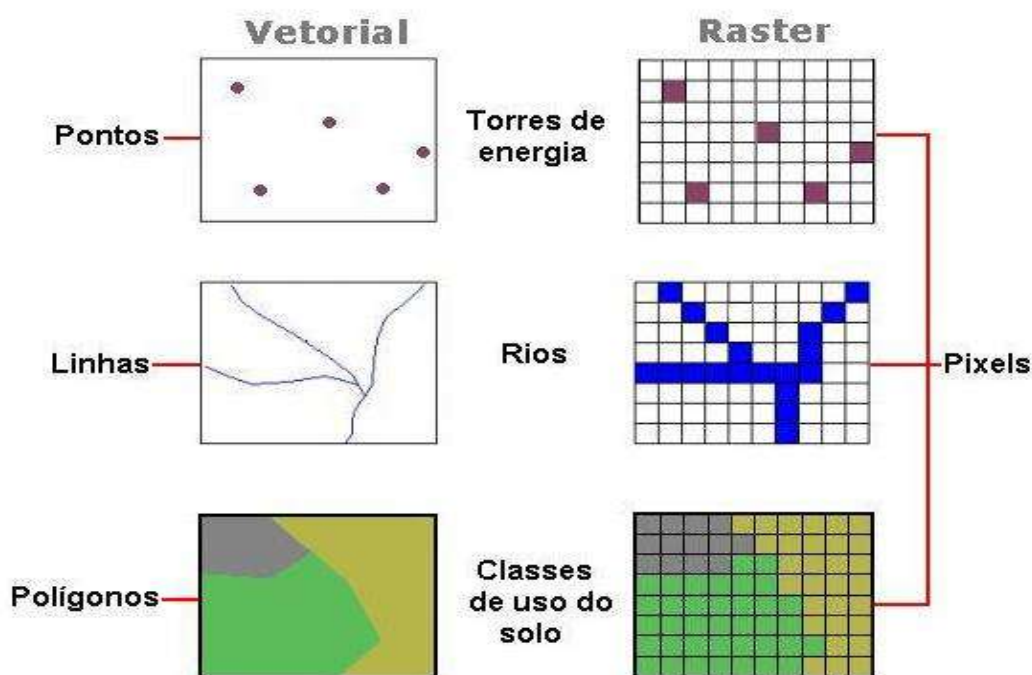 Vetorial
Raster
Pontos
Torres de
energia
Linhas
Rios
Pixels
Polígonos
Classes
de uso do
solo